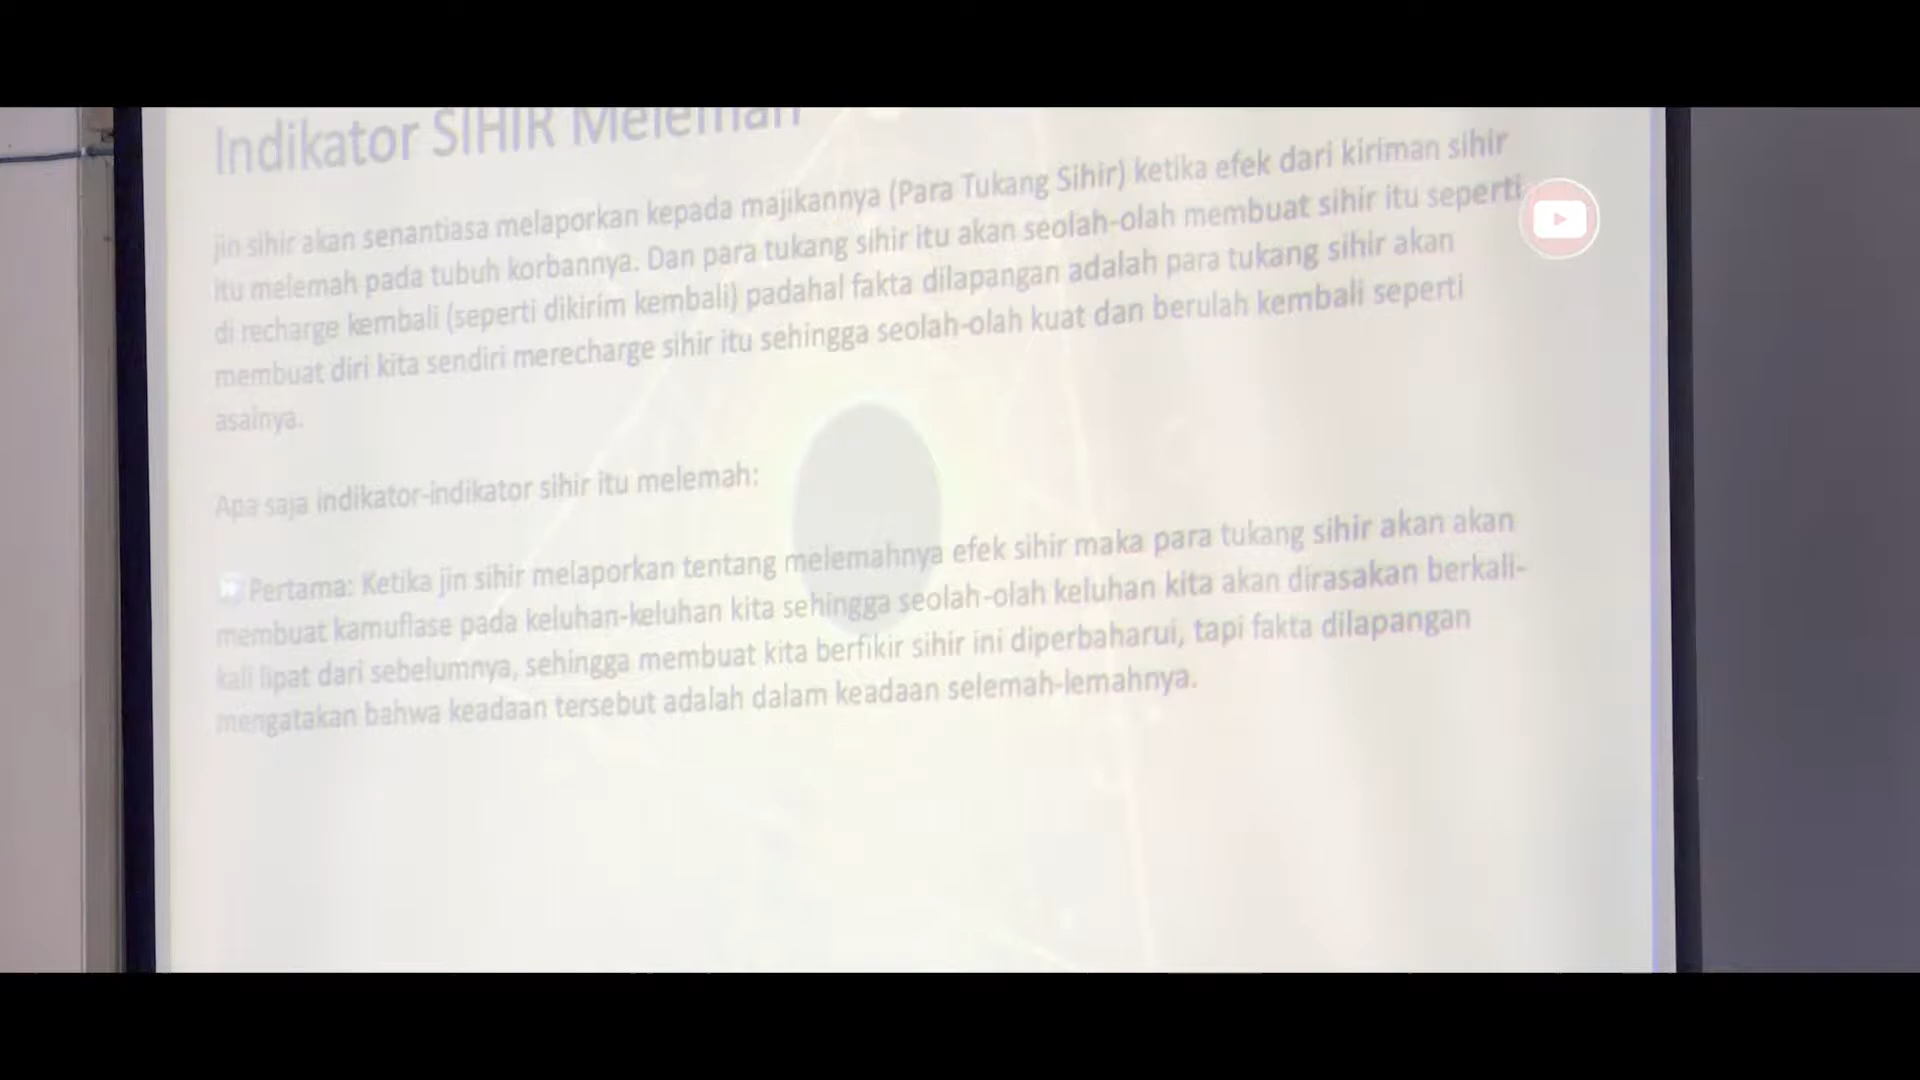 Indikator SIHIR Melemah
jin sihir akan senantiasa melaporkan kepada majikannya (Para Tukang Sihir) ketika efek dari kiriman sihir
itu melemah pada tubuh korbannya. Dan para tukang sihir itu akan seolah-olah membuat sihir itu seperti
di recharge kembali (seperti dikirim kembali) padahal fakta dilapangan adalah para tukang sihir akan
membuat diri kita sendiri merecharge sihir itu sehingga seolah-olah kuat dan berulah kembali seperti
asalnya.
Apa saja indikator-indikator sihir itu melemah:
Pertama: Ketika jin sihir melaporkan tentang melemahnya efek sihir maka para tukang sihir akan akan
membuat kamuflase pada keluhan-keluhan kita sehingga seolah-olah keluhan kita akan dirasakan berkali-
kali lipat dari sebelumnya, sehingga membuat kita berfikir sihir ini diperbaharui, tapi fakta dilapangan
mengatakan bahwa keadaan tersebut adalah dalam keadaan selemah-lemahnya.